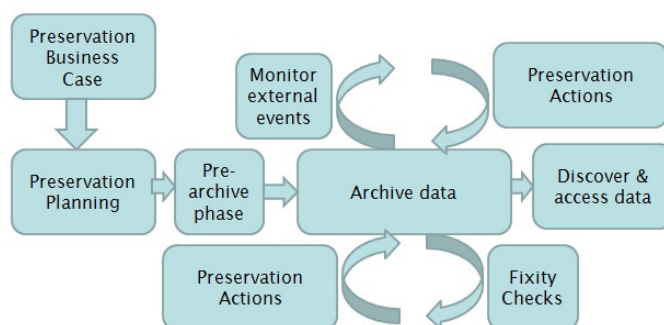 Preservation
Business
Case
Monitor
external
events
Preservation
Actions
Preservation
Planning
Pre-
archive
phase
Archive data
Discover &
access data
Preservation
Actions
Fixity
Checks